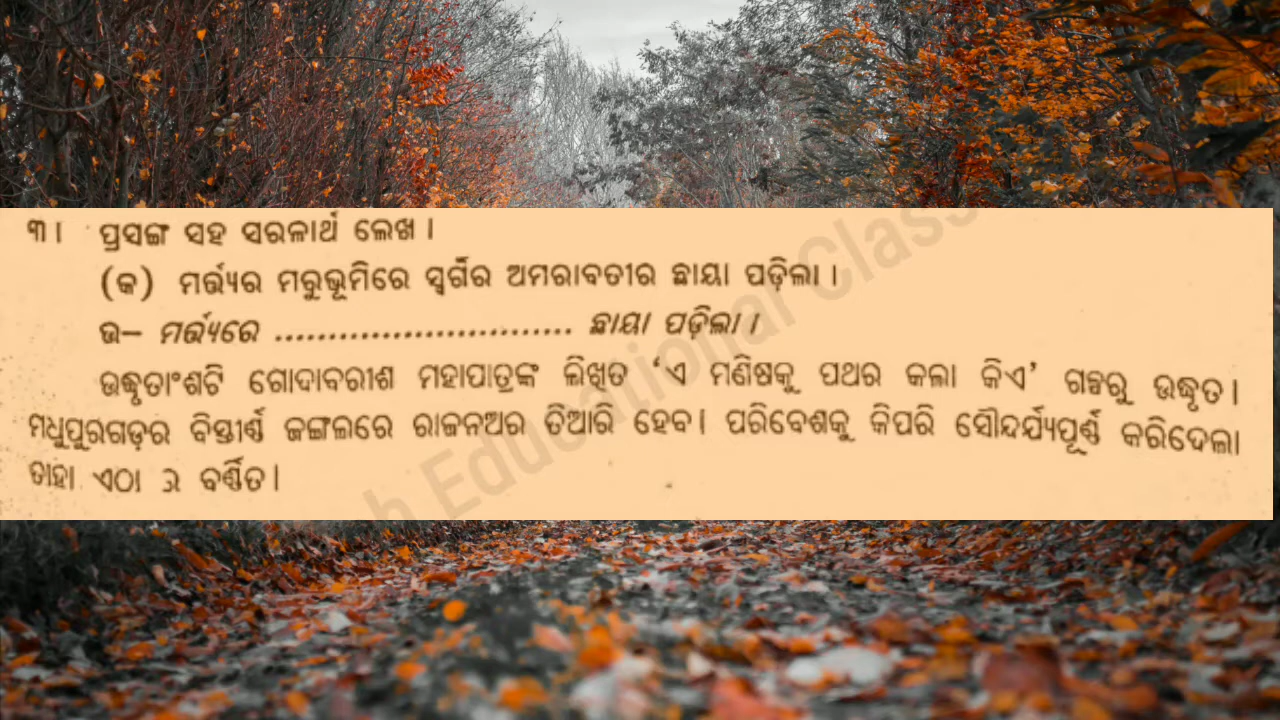 ୩। ପ୍ରସଙ୍ଗ ସହ ସରଳାର୍ଥ ଲେଖ।
(କ) ମର୍ତ୍ତ୍ୟର ମରୁଭୂମିରେ ସ୍ୱର୍ଗର ଅମରାବତୀର ଛାୟା ପଡ଼ିଲା।
ଉ– ମର୍ତ୍ତ୍ୟରେ ............................ ଛାୟା ପଡ଼ିଲା।
ଉଦ୍ଧୃତାଂଶଟି ଗୋଦାବରୀଶ ମହାପାତ୍ରଙ୍କ ଲିଖିତ ‘ଏ ମଣିଷକୁ ପଥର କଲା କିଏ’ ଗଳ୍ପରୁ ଉଦ୍ଧୃତ।
ମଧୁପୁରଗଡ଼ର ବିସ୍ତୀର୍ଣ୍ଣ ଜଙ୍ଗଲରେ ରାଜନଅର ତିଆରି ହେବ। ପରିବେଶକୁ କିପରି ସୌନ୍ଦର୍ଯ୍ୟପୂର୍ଣ୍ଣ କରିଦେଲା
ତାହା ଏଠା ରେ ବର୍ଣ୍ଣିତ।
h Educational Class